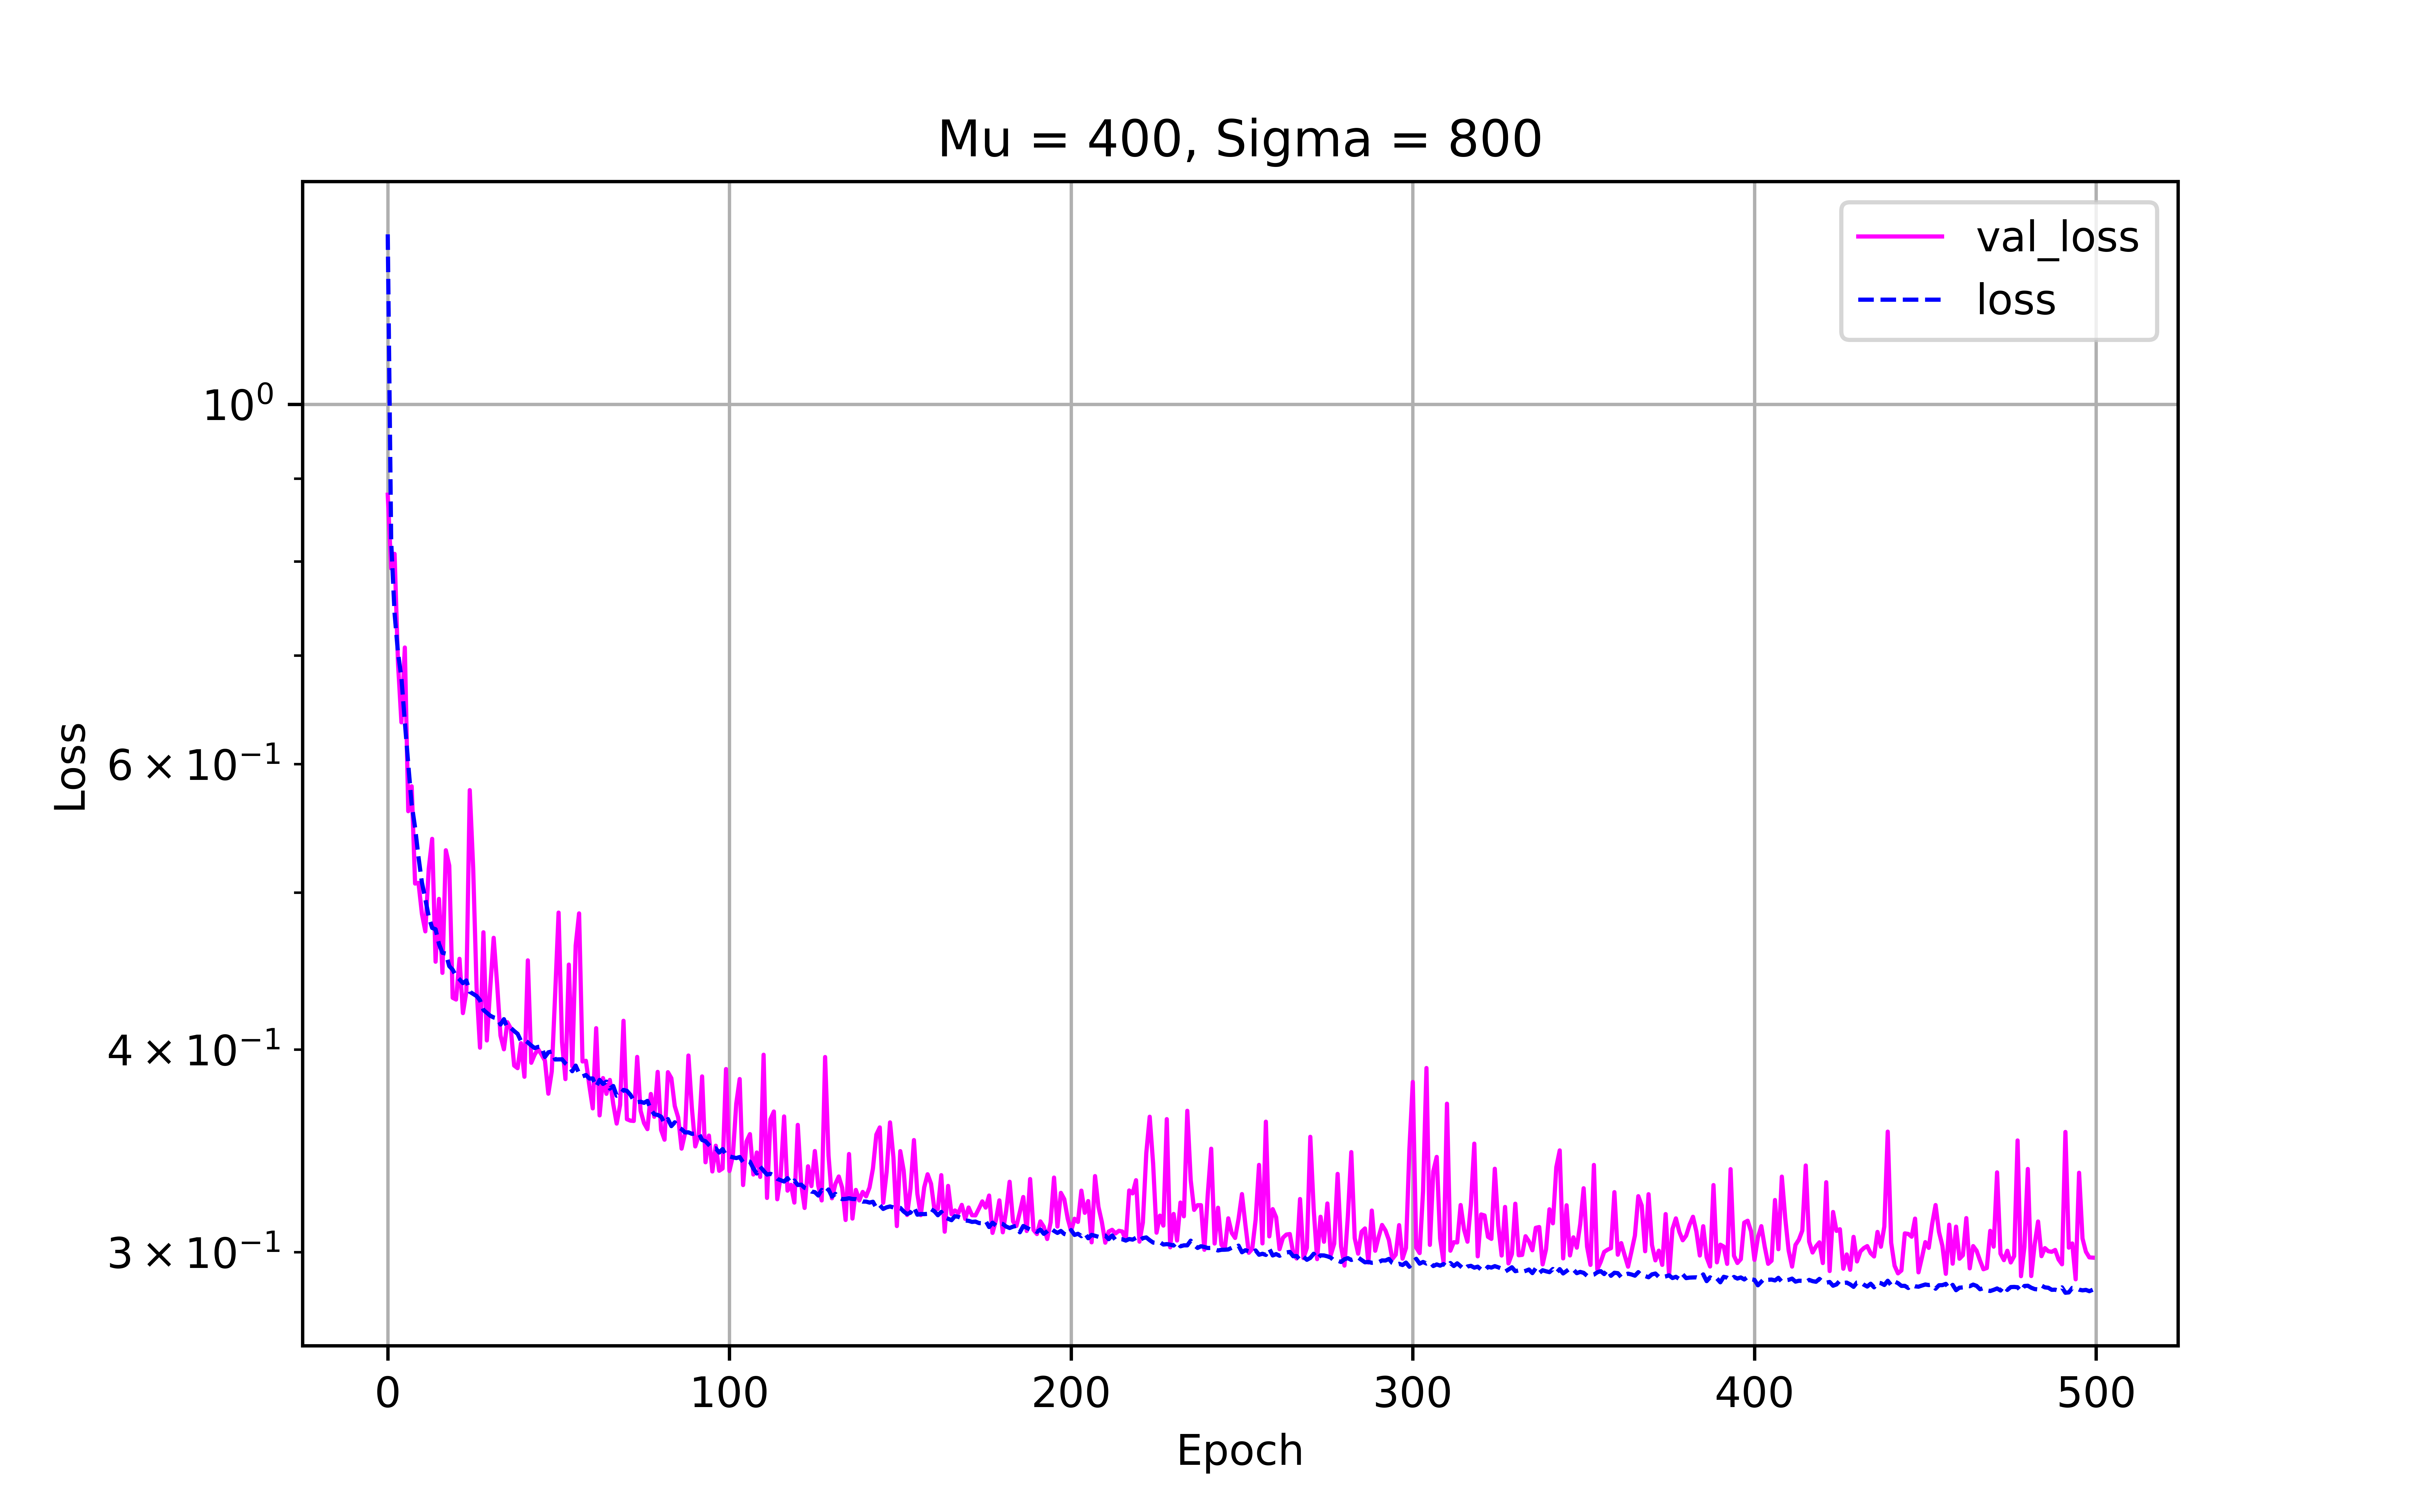 Mu = 400, Sigma = 800
val_loss
loss
10⁰
6 × 10⁻¹
4 × 10⁻¹
3 × 10⁻¹
Loss
0 100 200 300 400 500
Epoch